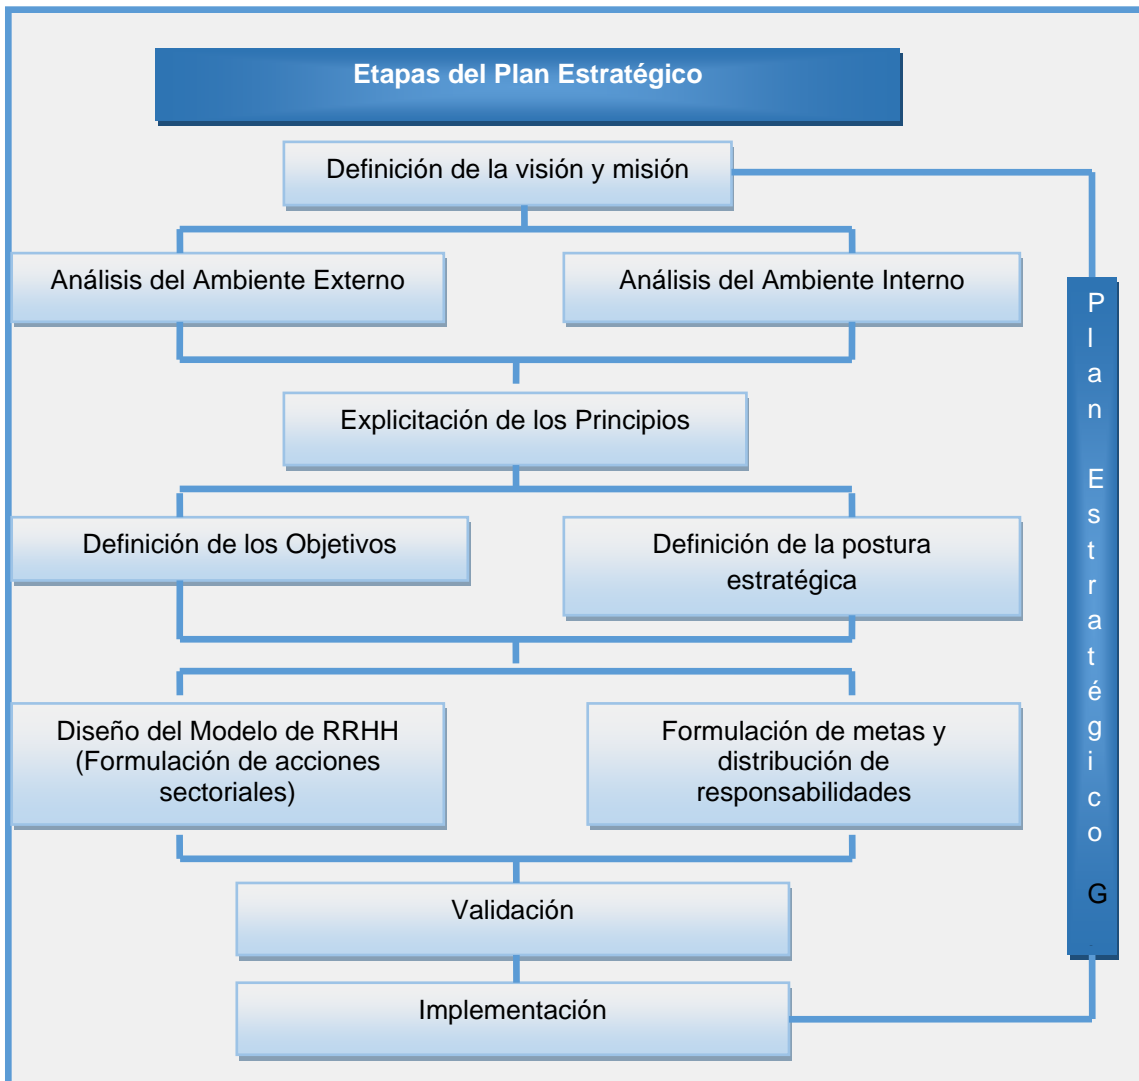 Etapas del Plan Estratégico
Definición de la visión y misión
Análisis del Ambiente Externo
Análisis del Ambiente Interno
Explicitación de los Principios
Definición de los Objetivos
Definición de la postura
estratégica
Diseño del Modelo de RRHH
(Formulación de acciones
sectoriales)
Formulación de metas y
distribución de
responsabilidades
Validación
Implementación
Plan Estratégico G